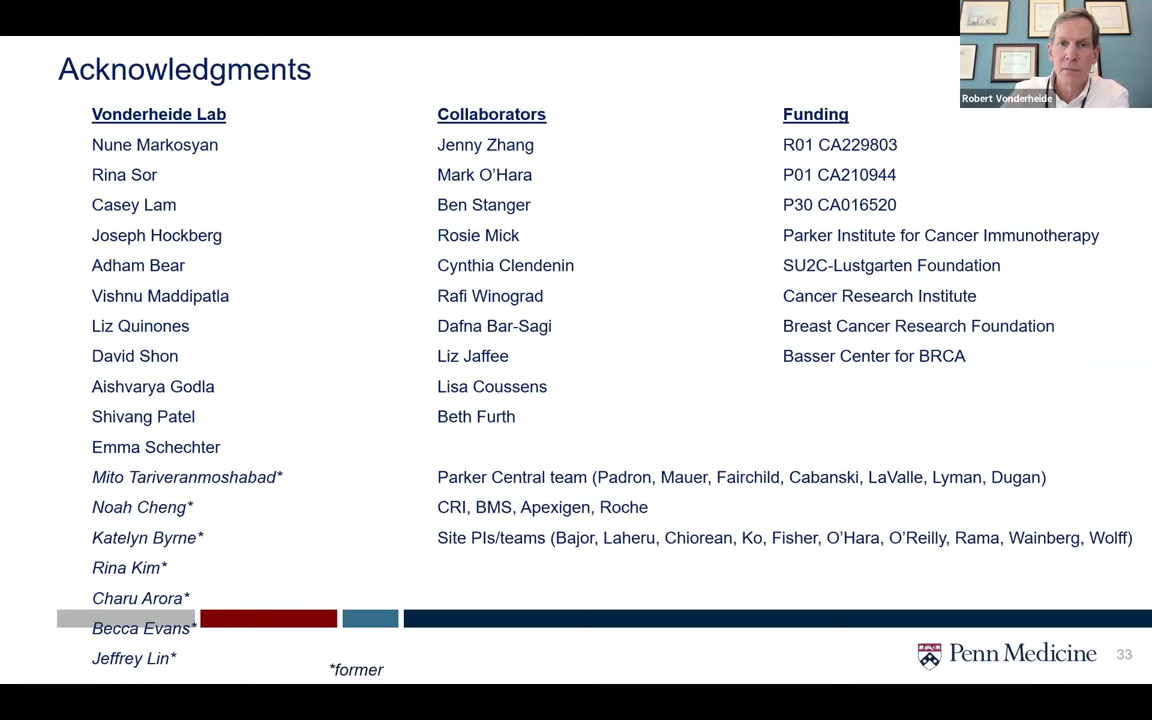 Acknowledgments
Robert Vonderheide
Vonderheide Lab
Nune Markosyan
Rina Sor
Casey Lam
Joseph Hockberg
Adham Bear
Vishnu Maddipatla
Liz Quinones
David Shon
Aishvarya Godla
Shivang Patel
Emma Schechter
Mito Tariveranmoshabad*
Noah Cheng*
Katelyn Byrne*
Rina Kim*
Charu Arora*
Becca Evans*
Jeffrey Lin*
*former
Collaborators
Jenny Zhang
Mark O’Hara
Ben Stanger
Rosie Mick
Cynthia Clendenin
Rafi Winograd
Dafna Bar-Sagi
Liz Jaffee
Lisa Coussens
Beth Furth
Parker Central team (Padron, Mauer, Fairchild, Cabanski, LaValle, Lyman, Dugan)
CRI, BMS, Apexigen, Roche
Site PIs/teams (Bajor, Laheru, Chiorean, Ko, Fisher, O’Hara, O’Reilly, Rama, Wainberg, Wolff)
Funding
R01 CA229803
P01 CA210944
P30 CA016520
Parker Institute for Cancer Immunotherapy
SU2C-Lustgarten Foundation
Cancer Research Institute
Breast Cancer Research Foundation
Basser Center for BRCA
Penn Medicine
33